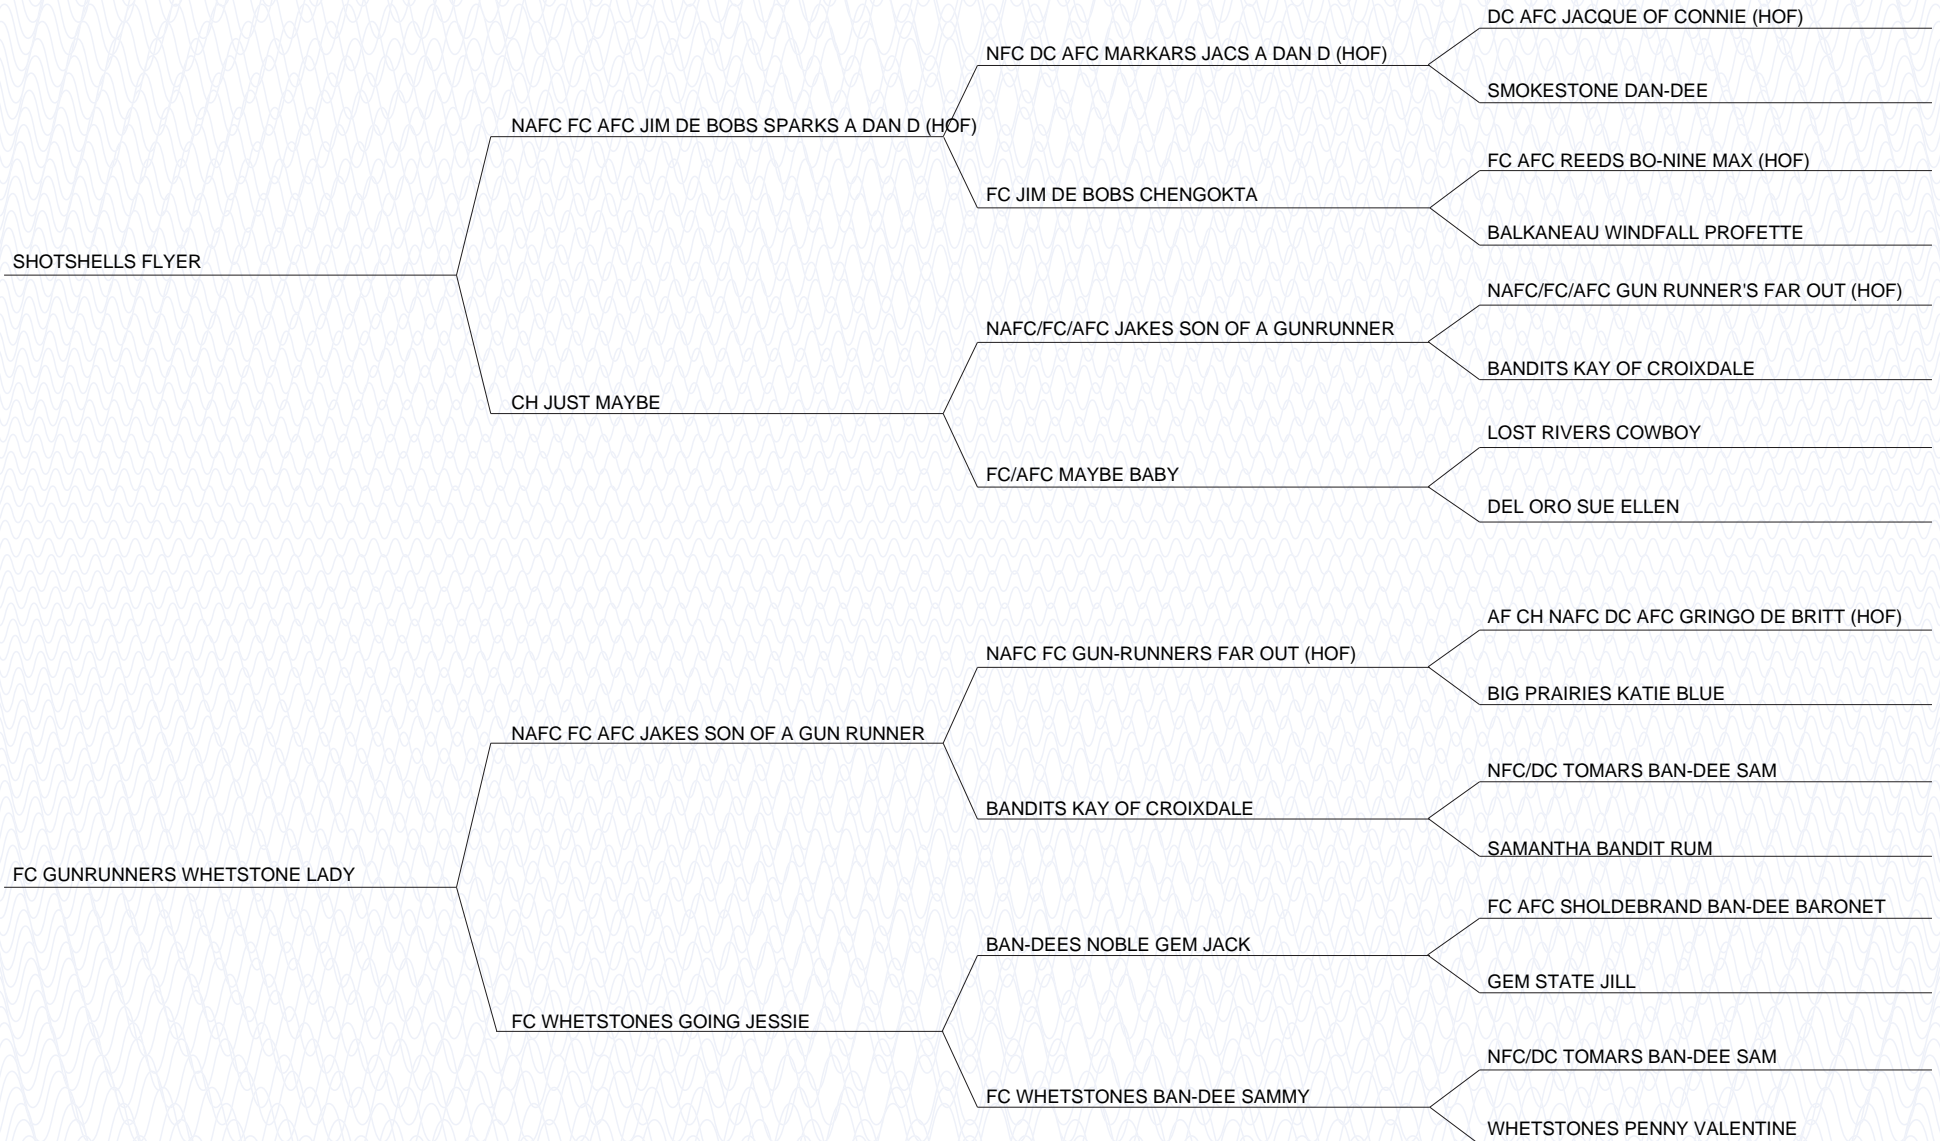 DC AFC JACQUE OF CONNIE (HOF)
NFC DC AFC MARKARS JACS A DAN D (HOF)
SMOKESTONE DAN-DEE
NAFC FC AFC JIM DE BOBS SPARKS A DAN D (HOF)
FC AFC REEDS BO-NINE MAX (HOF)
FC JIM DE BOBS CHENGOKTA
BALKANEAU WINDFALL PROFETTE
SHOTSHELLS FLYER
NAFC/FC/AFC GUN RUNNER'S FAR OUT (HOF)
NAFC/FC/AFC JAKES SON OF A GUNRUNNER
BANDITS KAY OF CROIXDALE
CH JUST MAYBE
LOST RIVERS COWBOY
FC/AFC MAYBE BABY
DEL ORO SUE ELLEN
AF CH NAFC DC AFC GRINGO DE BRITT (HOF)
NAFC FC GUN-RUNNERS FAR OUT (HOF)
BIG PRAIRIES KATIE BLUE
NAFC FC AFC JAKES SON OF A GUN RUNNER
NFC/DC TOMARS BAN-DEE SAM
BANDITS KAY OF CROIXDALE
SAMANTHA BANDIT RUM
FC GUNRUNNERS WHETSTONE LADY
FC AFC SHOLDEBRAND BAN-DEE BARONET
BAN-DEES NOBLE GEM JACK
GEM STATE JILL
FC WHETSTONES GOING JESSIE
NFC/DC TOMARS BAN-DEE SAM
FC WHETSTONES BAN-DEE SAMMY
WHETSTONES PENNY VALENTINE